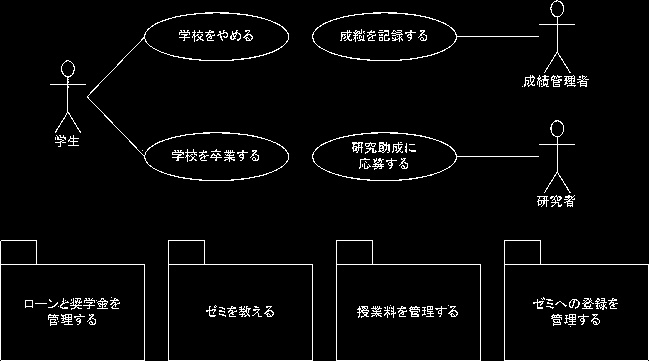 学校をやめる
成績を記録する
成績管理者
学生
学校を卒業する
研究助成に
応募する
研究者
ローンと奨学金を
管理する
ゼミを教える
授業料を管理する
ゼミへの登録を
管理する